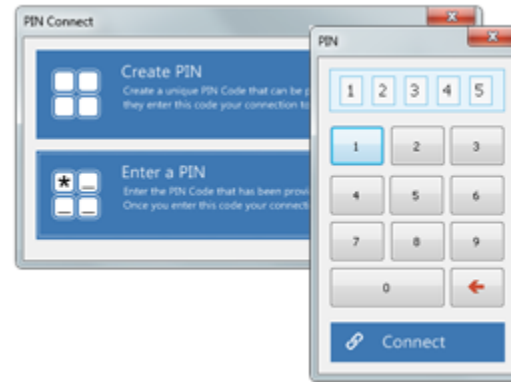 PIN Connect
Create PIN
Create a unique PIN Code that can be
they enter this code your connection to
Enter a PIN
* _
_ _
Enter the PIN Code that has been
Once you enter this code your
PIN
1 2 3 4 5
1 2 3
4 5 6
7 8 9
0
Connect